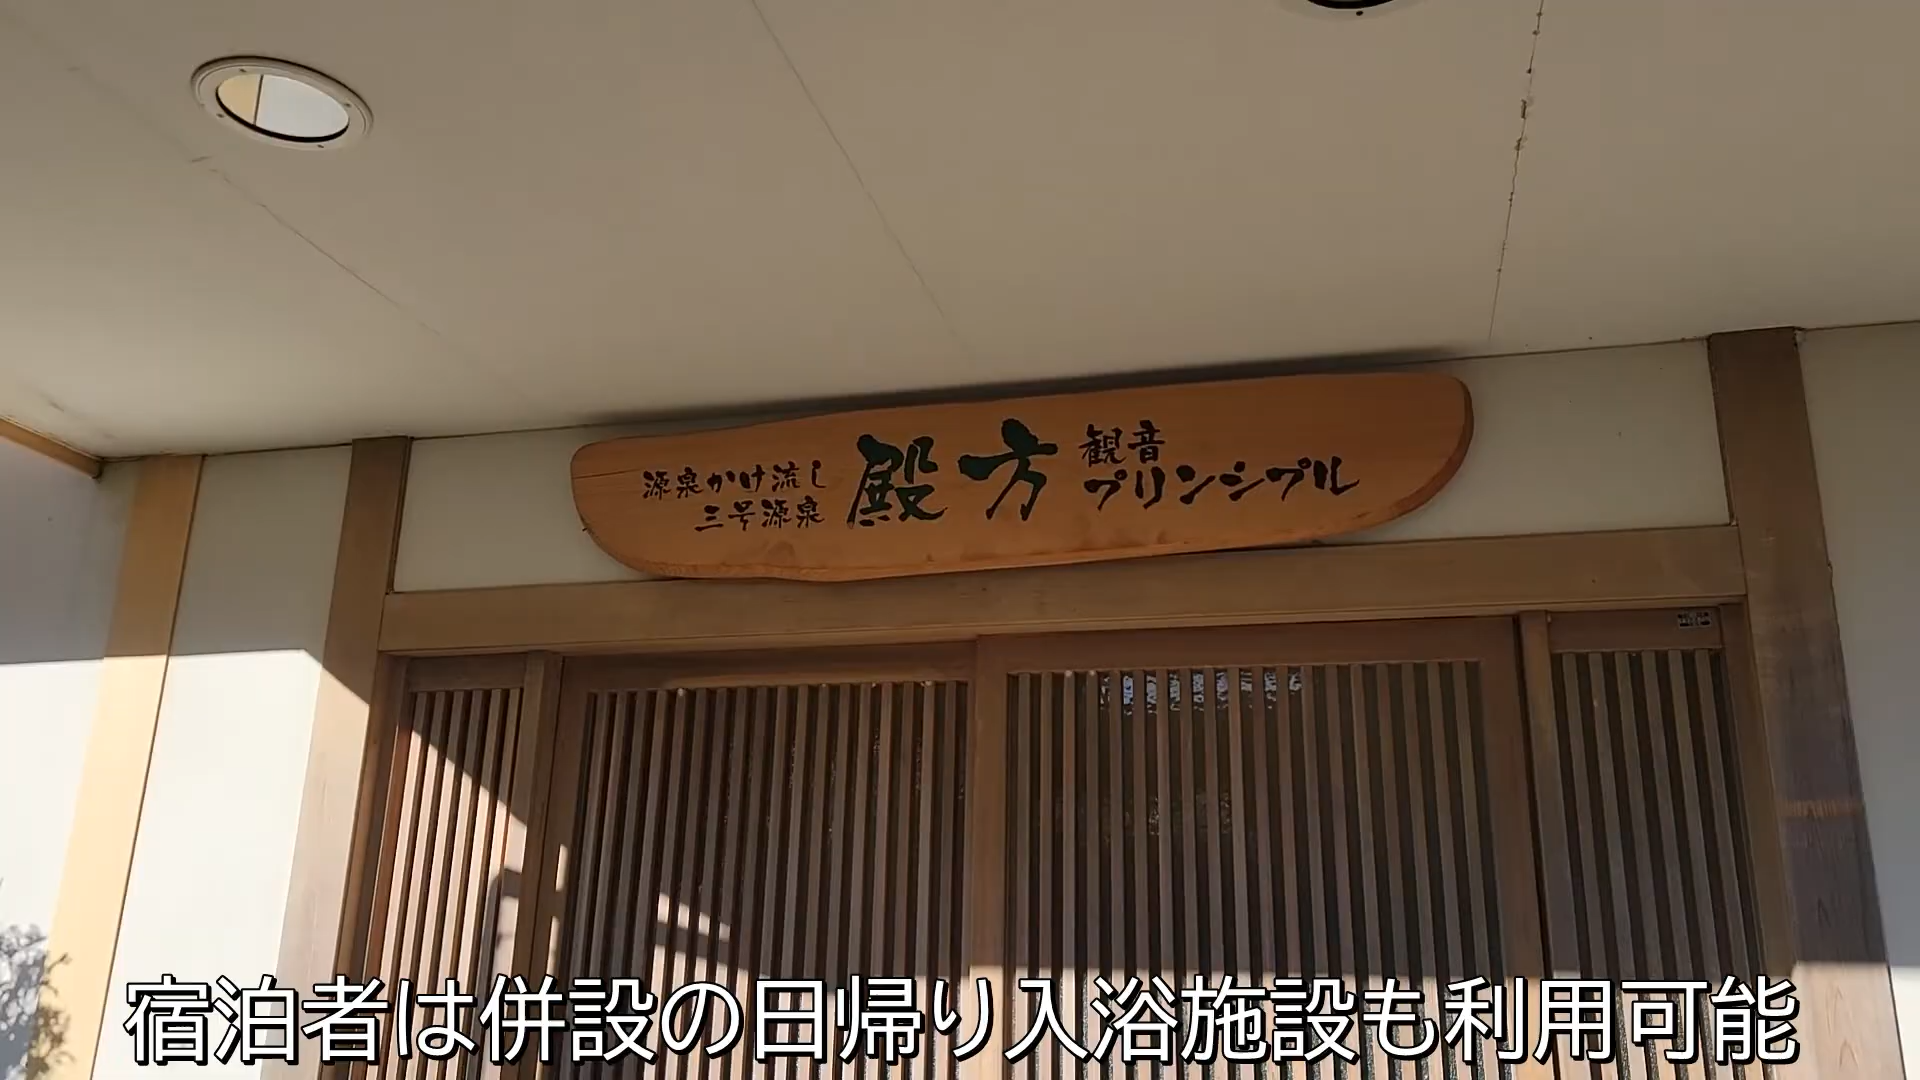 源泉かけ流し
三号源泉
殿方
観音
プリンシプル
宿泊者は併設の日帰り入浴施設も利用可能